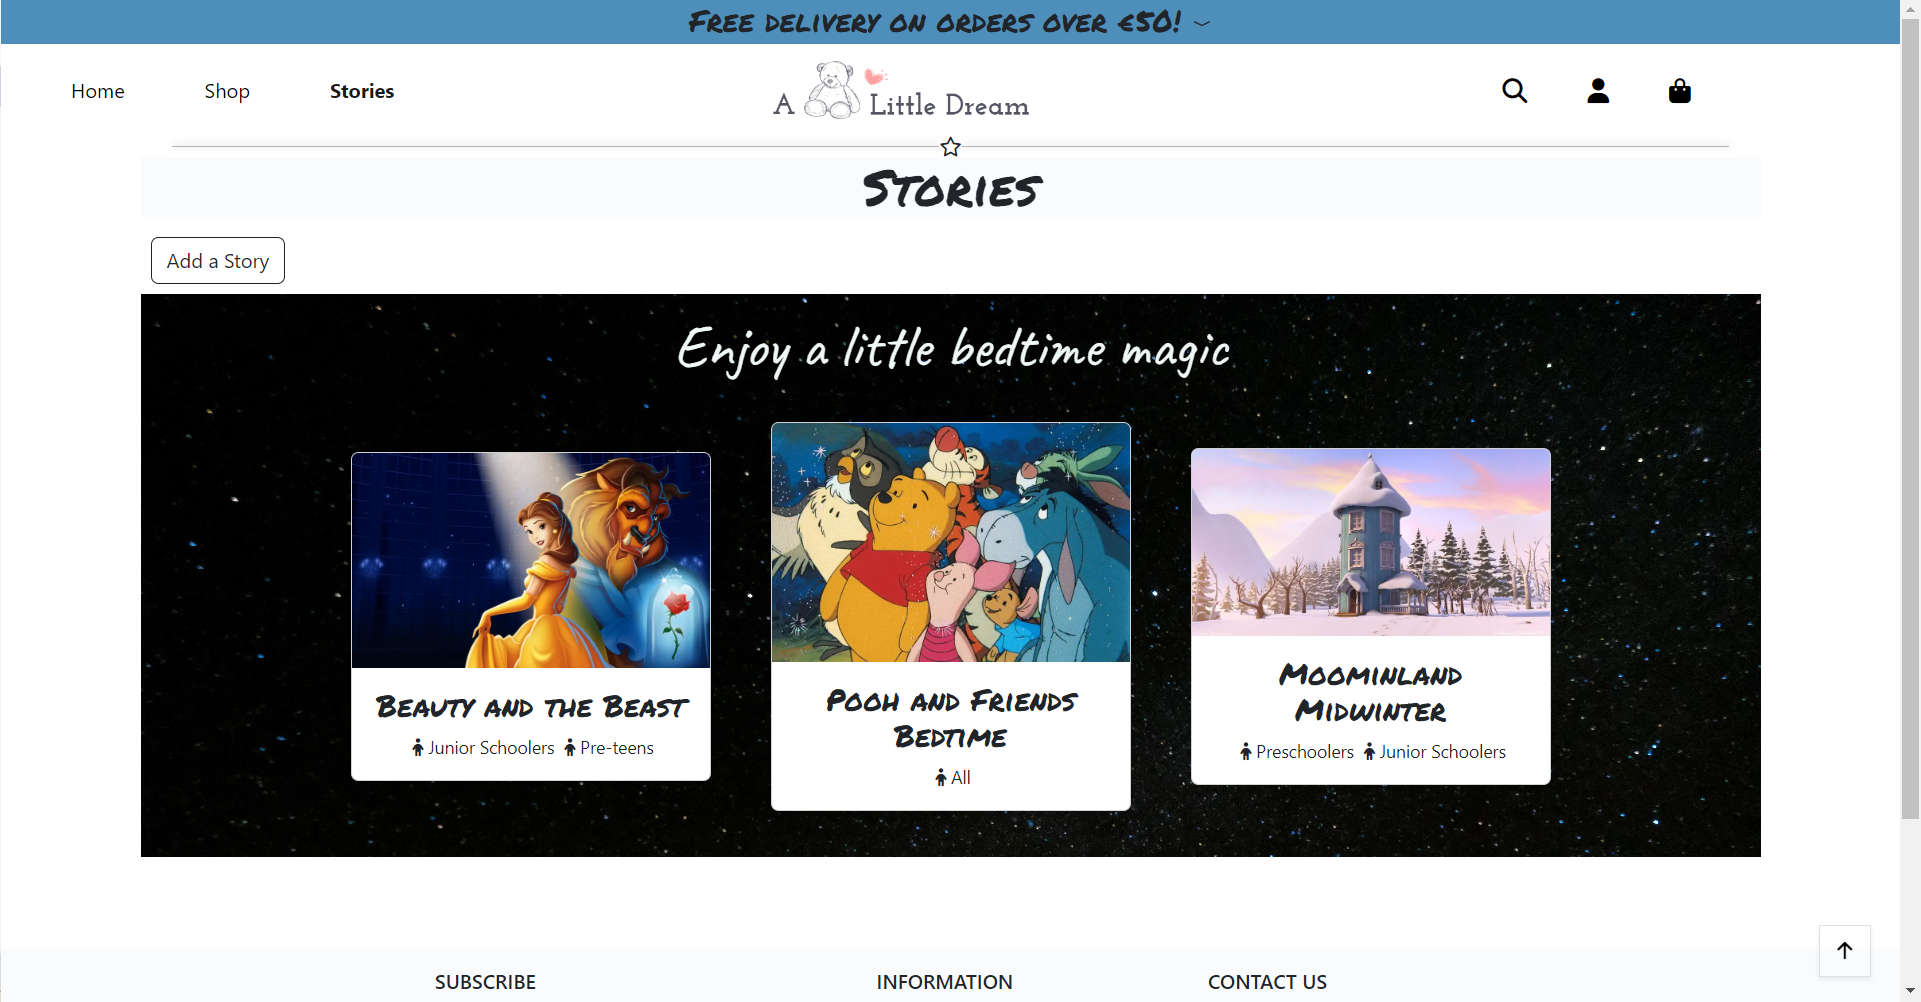 Free delivery on orders over €50!
Home
Shop
Stories
A Little Dream
Stories
Add a Story
Enjoy a little bedtime magic
Beauty and the Beast
Junior Schoolers Pre-teens
Pooh and Friends
Bedtime
All
Moominland
Midwinter
Preschoolers Junior Schoolers
SUBSCRIBE
INFORMATION
CONTACT US